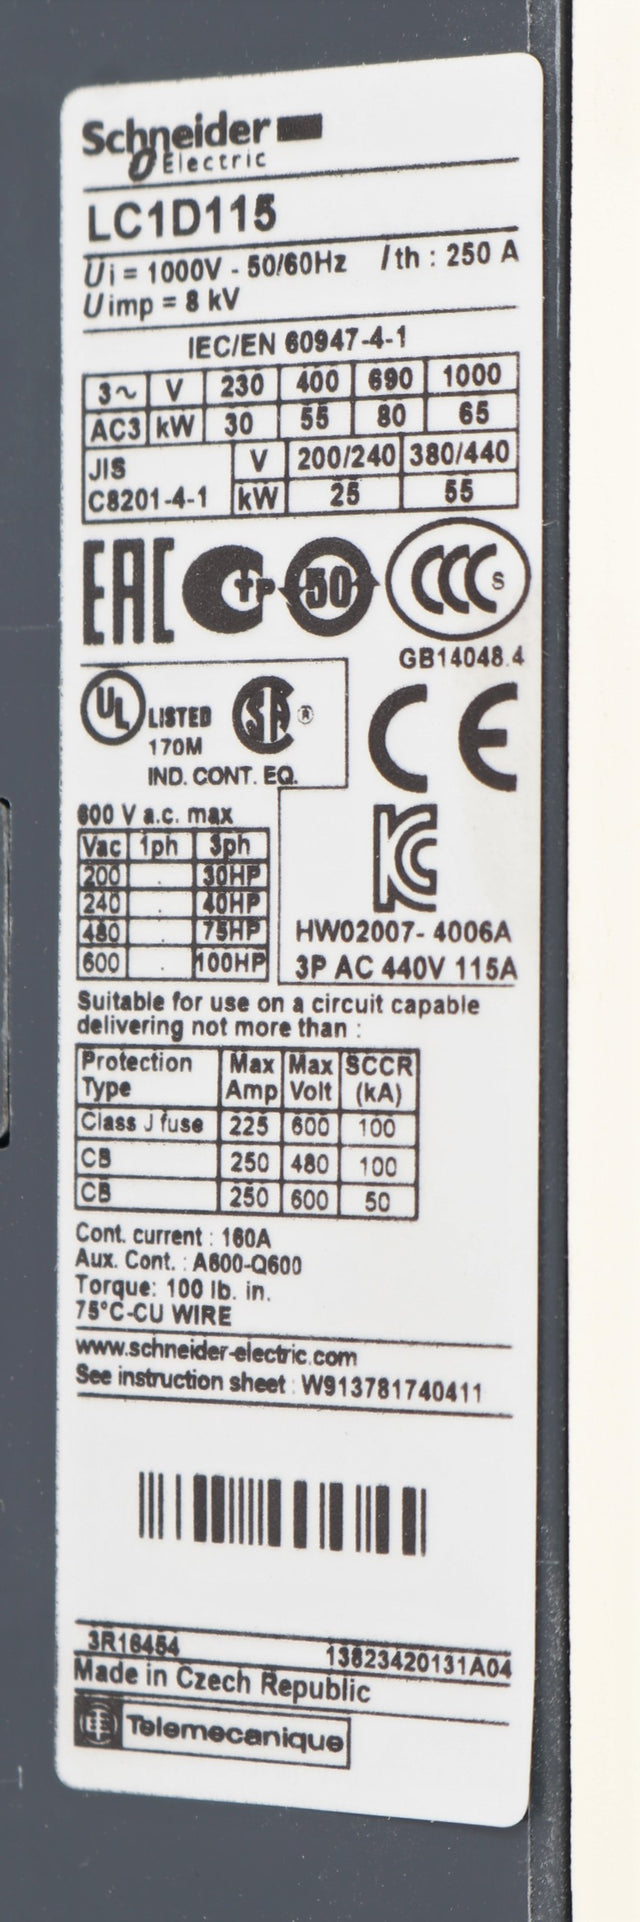 Schneider
Electric
LC1D115
Ui = 1000V - 50/60Hz Ith : 250 A
Uimp = 8 kV
IEC/EN 60947-4-1
3~ V 230 400 690 1000
AC3 kW 30 55 80 65
JIS C8201-4-1 V 200/240 380/440
kW 25 55
EAC TP 50 CCC S
GB14048.4
UL LISTED SA ®
170M
IND. CONT. EQ.
CE
600 V a.c. max
Vac 1ph 3ph
200 . 30HP
240 . 40HP
480 . 75HP
600 . 100HP
KC
HW02007- 4006A
3P AC 440V 115A
Suitable for use on a circuit capable
delivering not more than :
Protection Type Max Amp Max Volt SCCR (kA)
Class J fuse 225 600 100
CB 250 480 100
CB 250 600 50
Cont. current : 160A
Aux. Cont. : A600-Q600
Torque: 100 lb. in.
75°C-CU WIRE
www.schneider-electric.com
See instruction sheet : W913781740411
3R16454 13823420131A04
Made in Czech Republic
Telemecanique